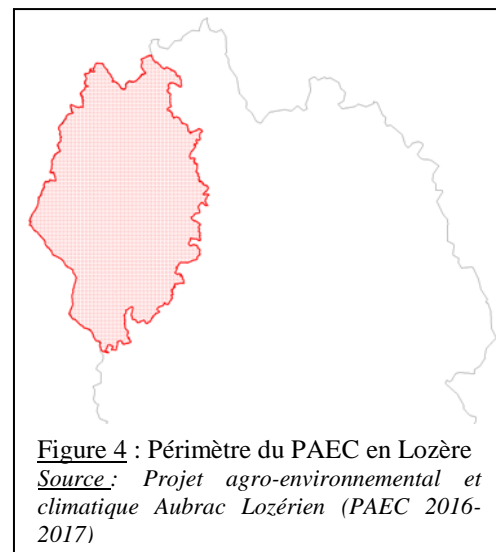 Figure 4 : Périmètre du PAEC en Lozère
Source : Projet agro-environnemental et
climatique Aubrac Lozérien (PAEC 2016-
2017)